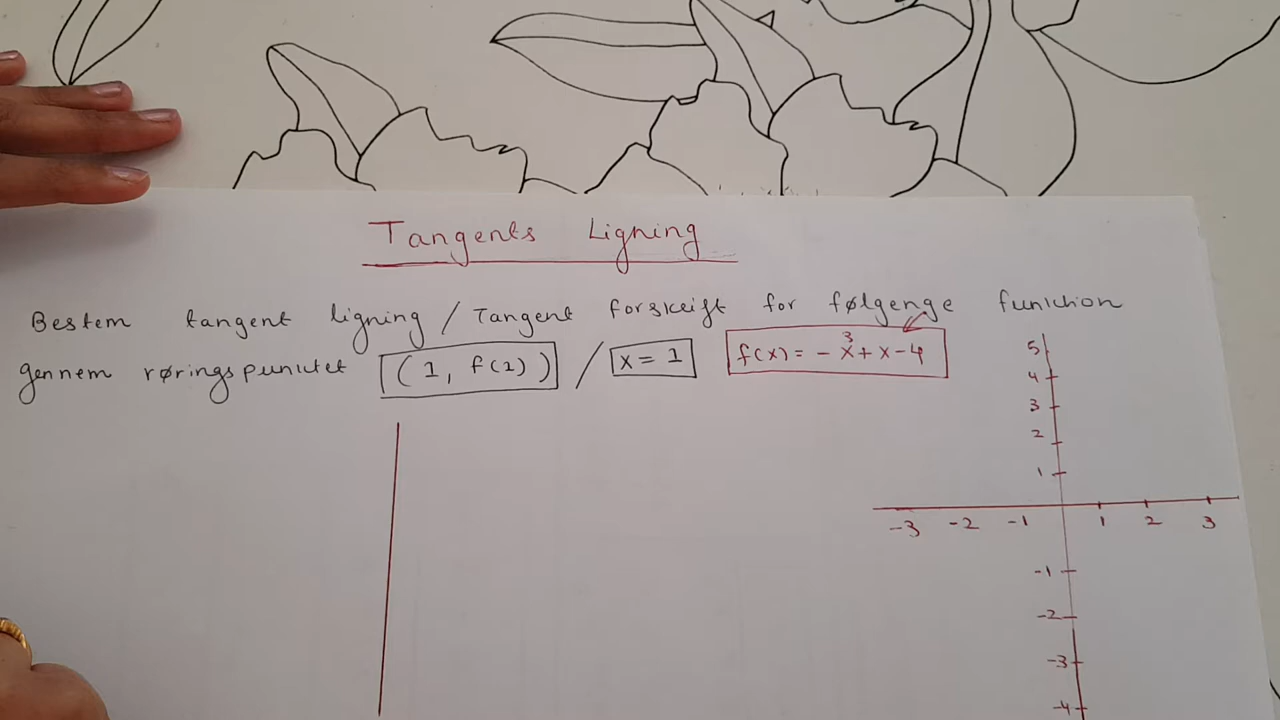 Tangents Ligning
Bestem tangent ligning / Tangent forskrift for følgenge funktion
gennem røringspunktet (1, f(1)) / x = 1 f(x) = -x³ + x - 4
5
4
3
2
1
-3 -2 -1 1 2 3
-1
-2
-3
-4